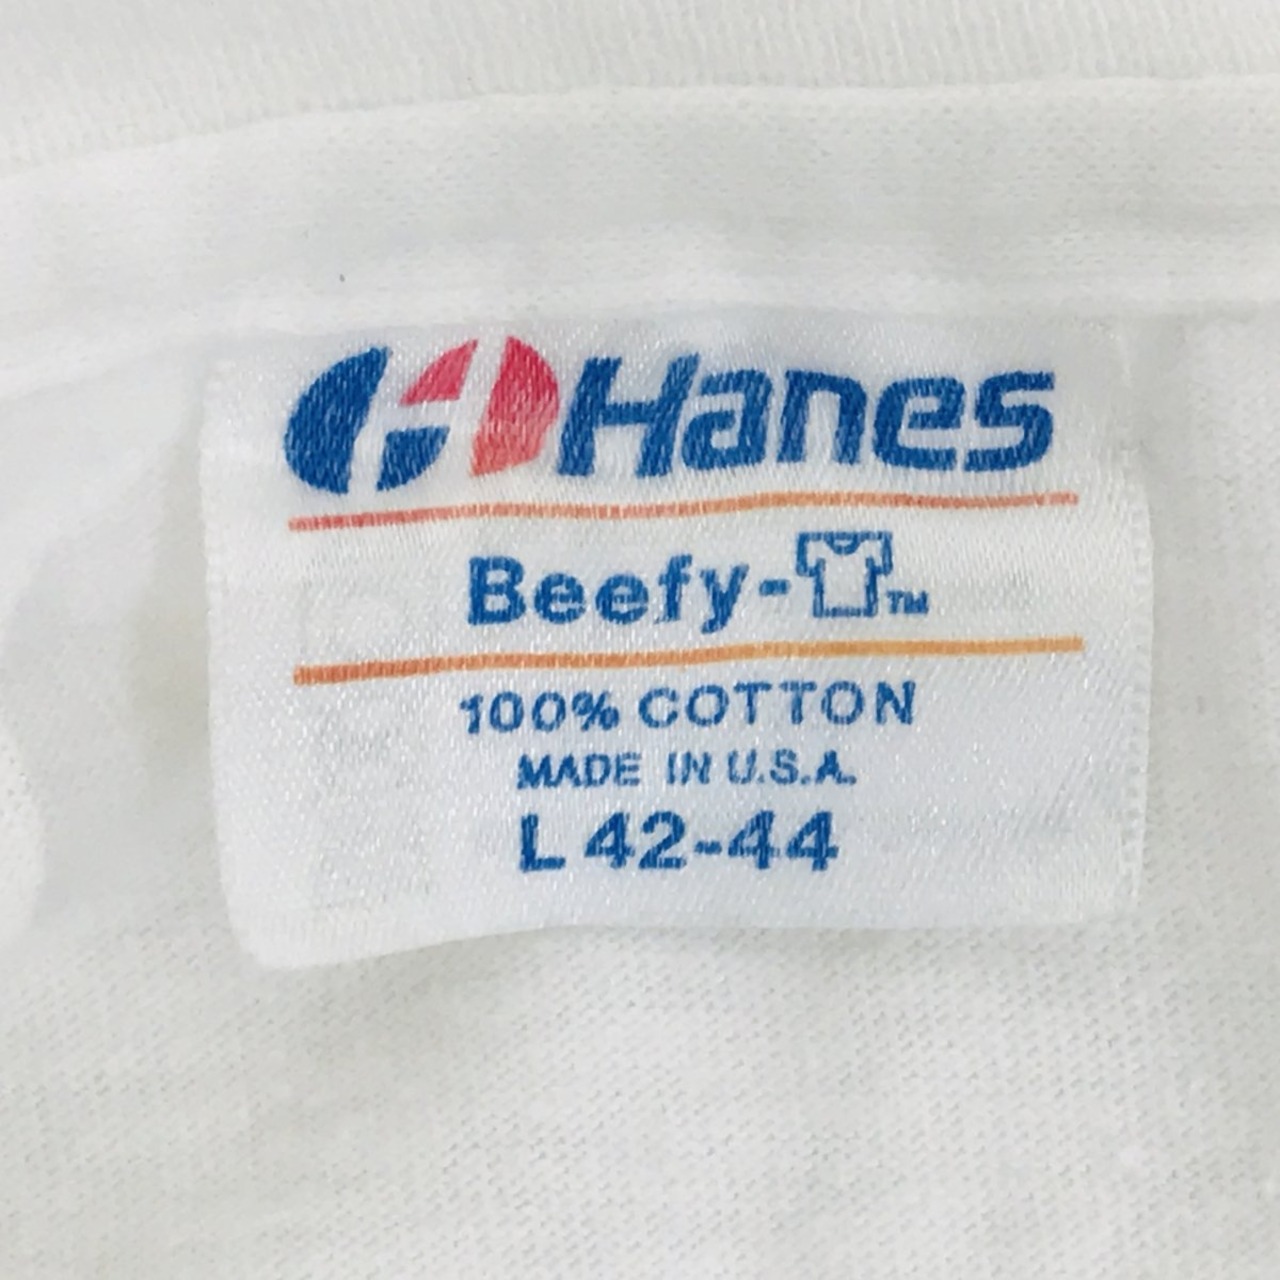 Hanes
Beefy-T™
100% COTTON
MADE IN U.S.A.
L 42-44